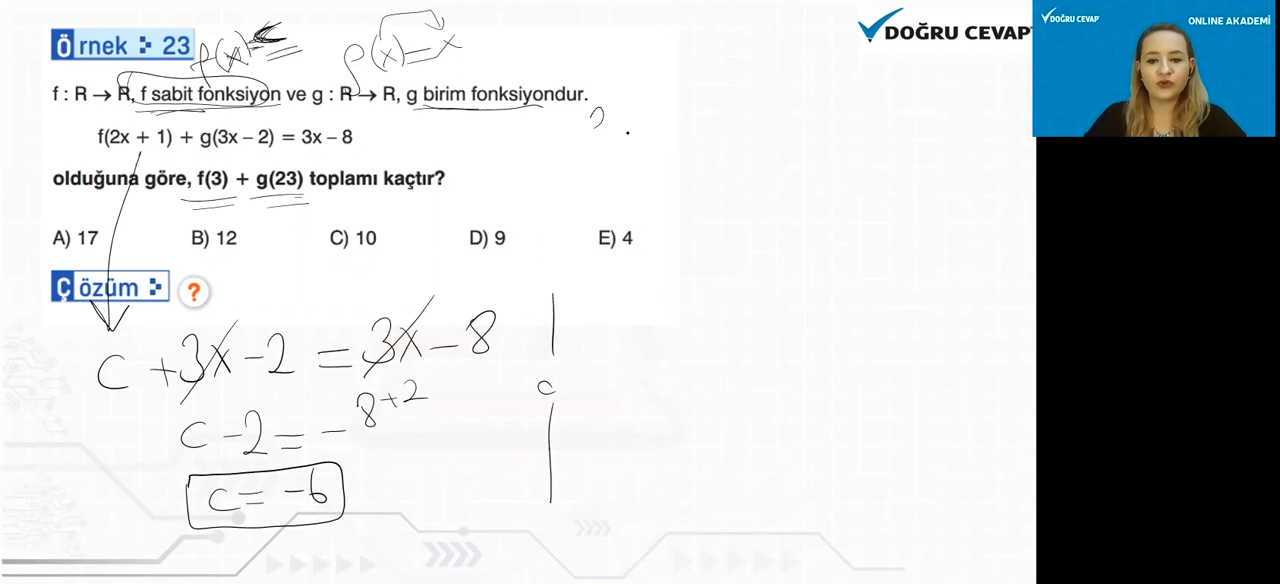 Örnek 23
f(x) = c
f(x) = x
DOĞRU CEVAP
DOĞRU CEVAP
ONLINE AKADEMİ
f : R → R, f sabit fonksiyon ve g : R → R, g birim fonksiyondur.
f(2x + 1) + g(3x – 2) = 3x – 8
olduğuna göre, f(3) + g(23) toplamı kaçtır?
A) 17 B) 12 C) 10 D) 9 E) 4
Çözüm ?
c + 3x – 2 = 3x – 8
c – 2 = – 8 + 2
c = – 6
c